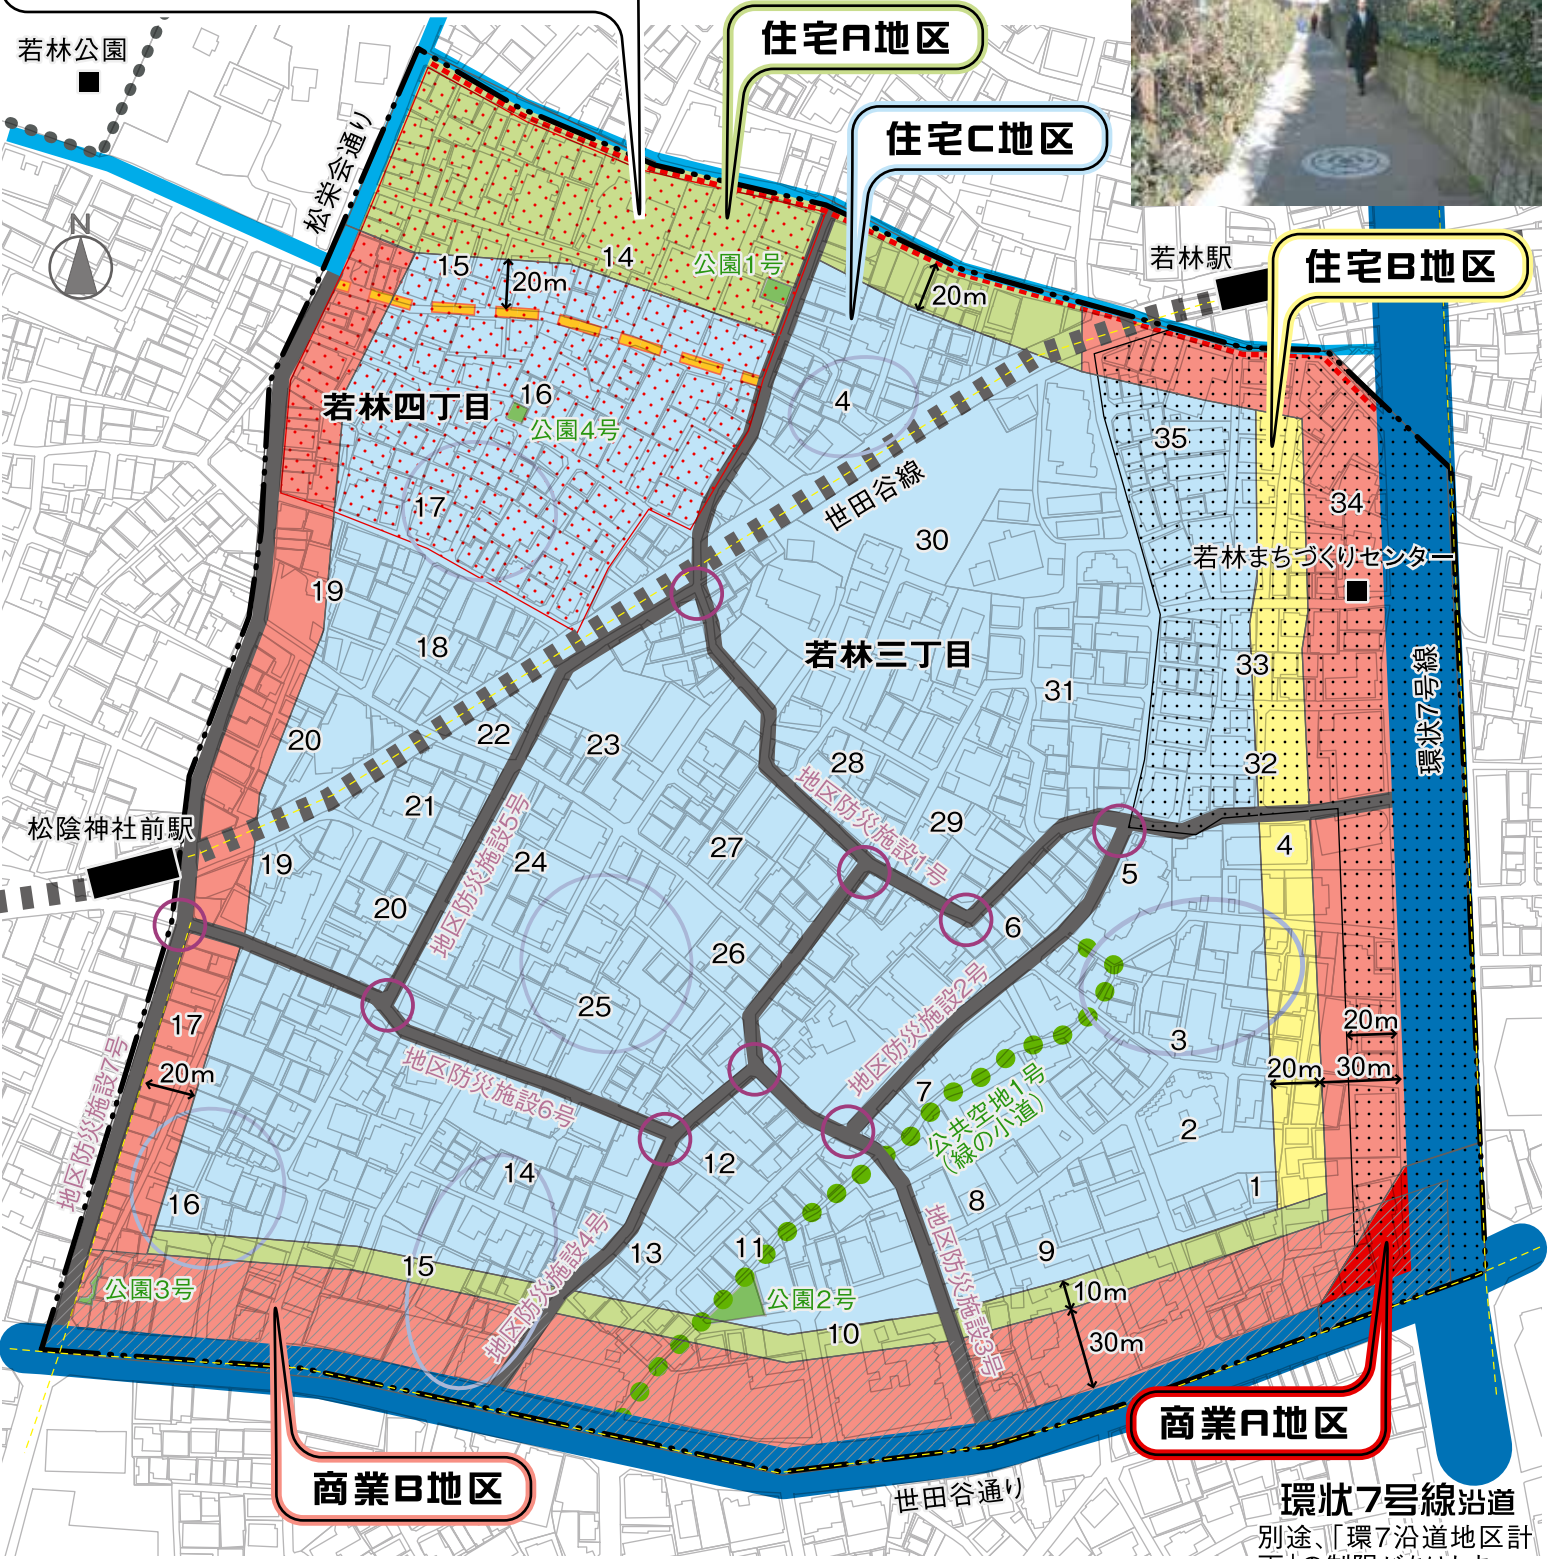 住宅A地区
若林公園
住宅C地区
松栄会通り
N
若林駅
住宅B地区
15
14
公園1号
20m
20m
16
若林四丁目
公園4号
4
35
17
世田谷線
30
34
若林まちづくりセンター
19
18
若林三丁目
33
31
環状7号線
20
22
23
28
32
21
地区防災施設1号
29
27
松陰神社前駅
地区防災施設5号
24
19
4
5
20
6
26
25
地区防災施設2号
17
3
20m
地区防災施設7号
20m
地区防災施設6号
7
公共空地1号
(緑の小道)
20m
30m
2
12
14
16
8
1
地区防災施設3号
地区防災施設4号
13
11
9
15
公園3号
公園2号
10m
10
30m
商業A地区
商業B地区
世田谷通り
環状7号線沿道
別途、「環7沿道地区計